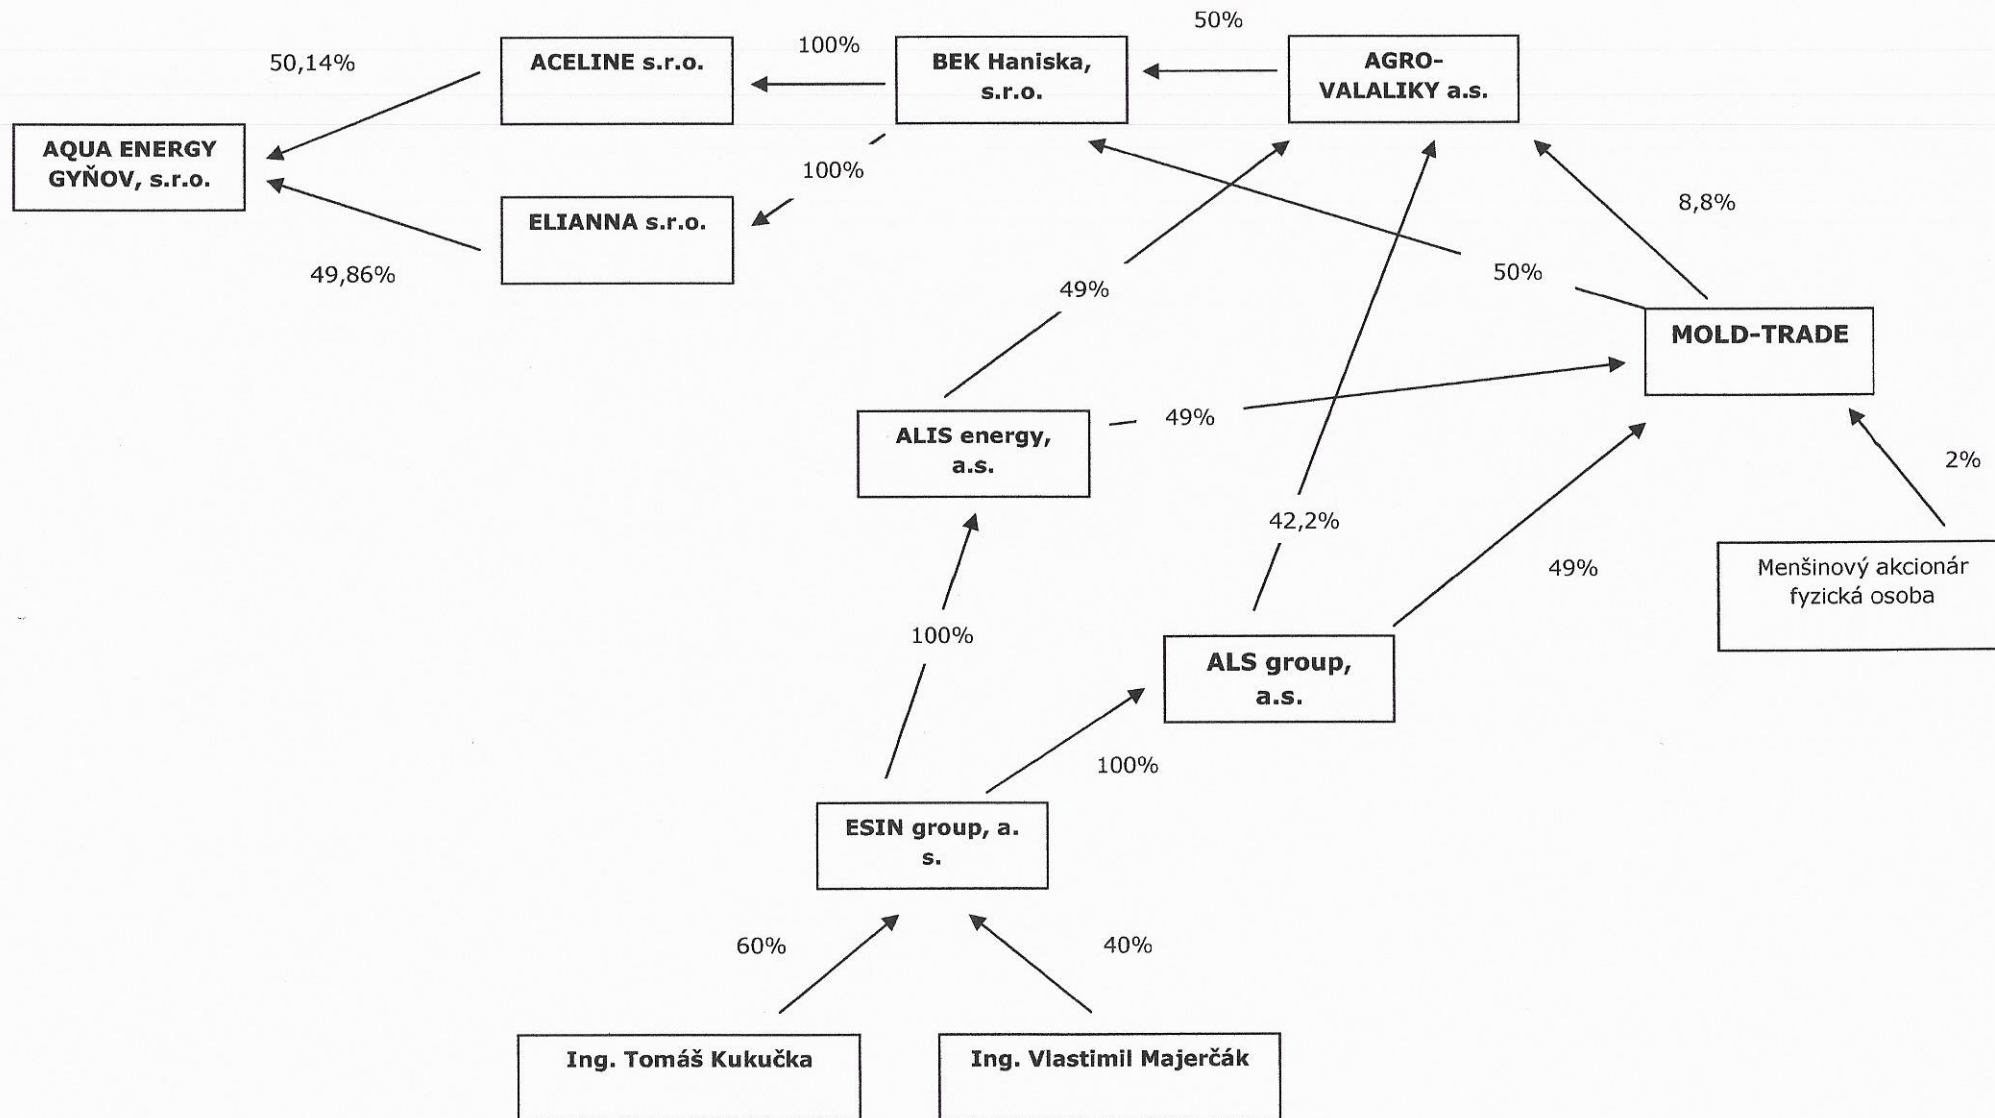 50%
50,14%
ACELINE s.r.o.
100%
BEK Haniska,
s.r.o.
AGRO-
VALALIKY a.s.
AQUA ENERGY
GYŇOV, s.r.o.
100%
ELIANNA s.r.o.
8,8%
49,86%
49%
50%
MOLD-TRADE
ALIS energy,
a.s.
49%
2%
42,2%
49%
Menšinový akcionár
fyzická osoba
100%
ALS group,
a.s.
100%
ESIN group, a.
s.
60%
40%
Ing. Tomáš Kukučka
Ing. Vlastimil Majerčák